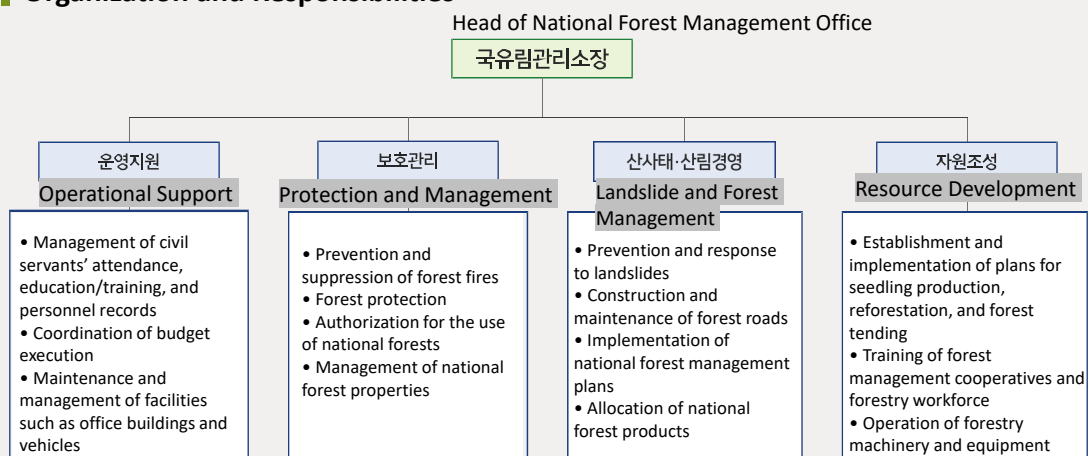 Organization and Responsibilities
Head of National Forest Management Office
국유림관리소장
운영지원
Operational Support
• Management of civil
servants’ attendance,
education/training, and
personnel records
• Coordination of budget
execution
• Maintenance and
management of facilities
such as office buildings and
vehicles
보호관리
Protection and Management
• Prevention and
suppression of forest fires
• Forest protection
• Authorization for the use
of national forests
• Management of national
forest properties
산사태·산림경영
Landslide and Forest
Management
• Prevention and response
to landslides
• Construction and
maintenance of forest roads
• Implementation of
national forest management
plans
• Allocation of national
forest products
자원조성
Resource Development
• Establishment and
implementation of plans for
seedling production,
reforestation, and forest
tending
• Training of forest
management cooperatives and
forestry workforce
• Operation of forestry
machinery and equipment